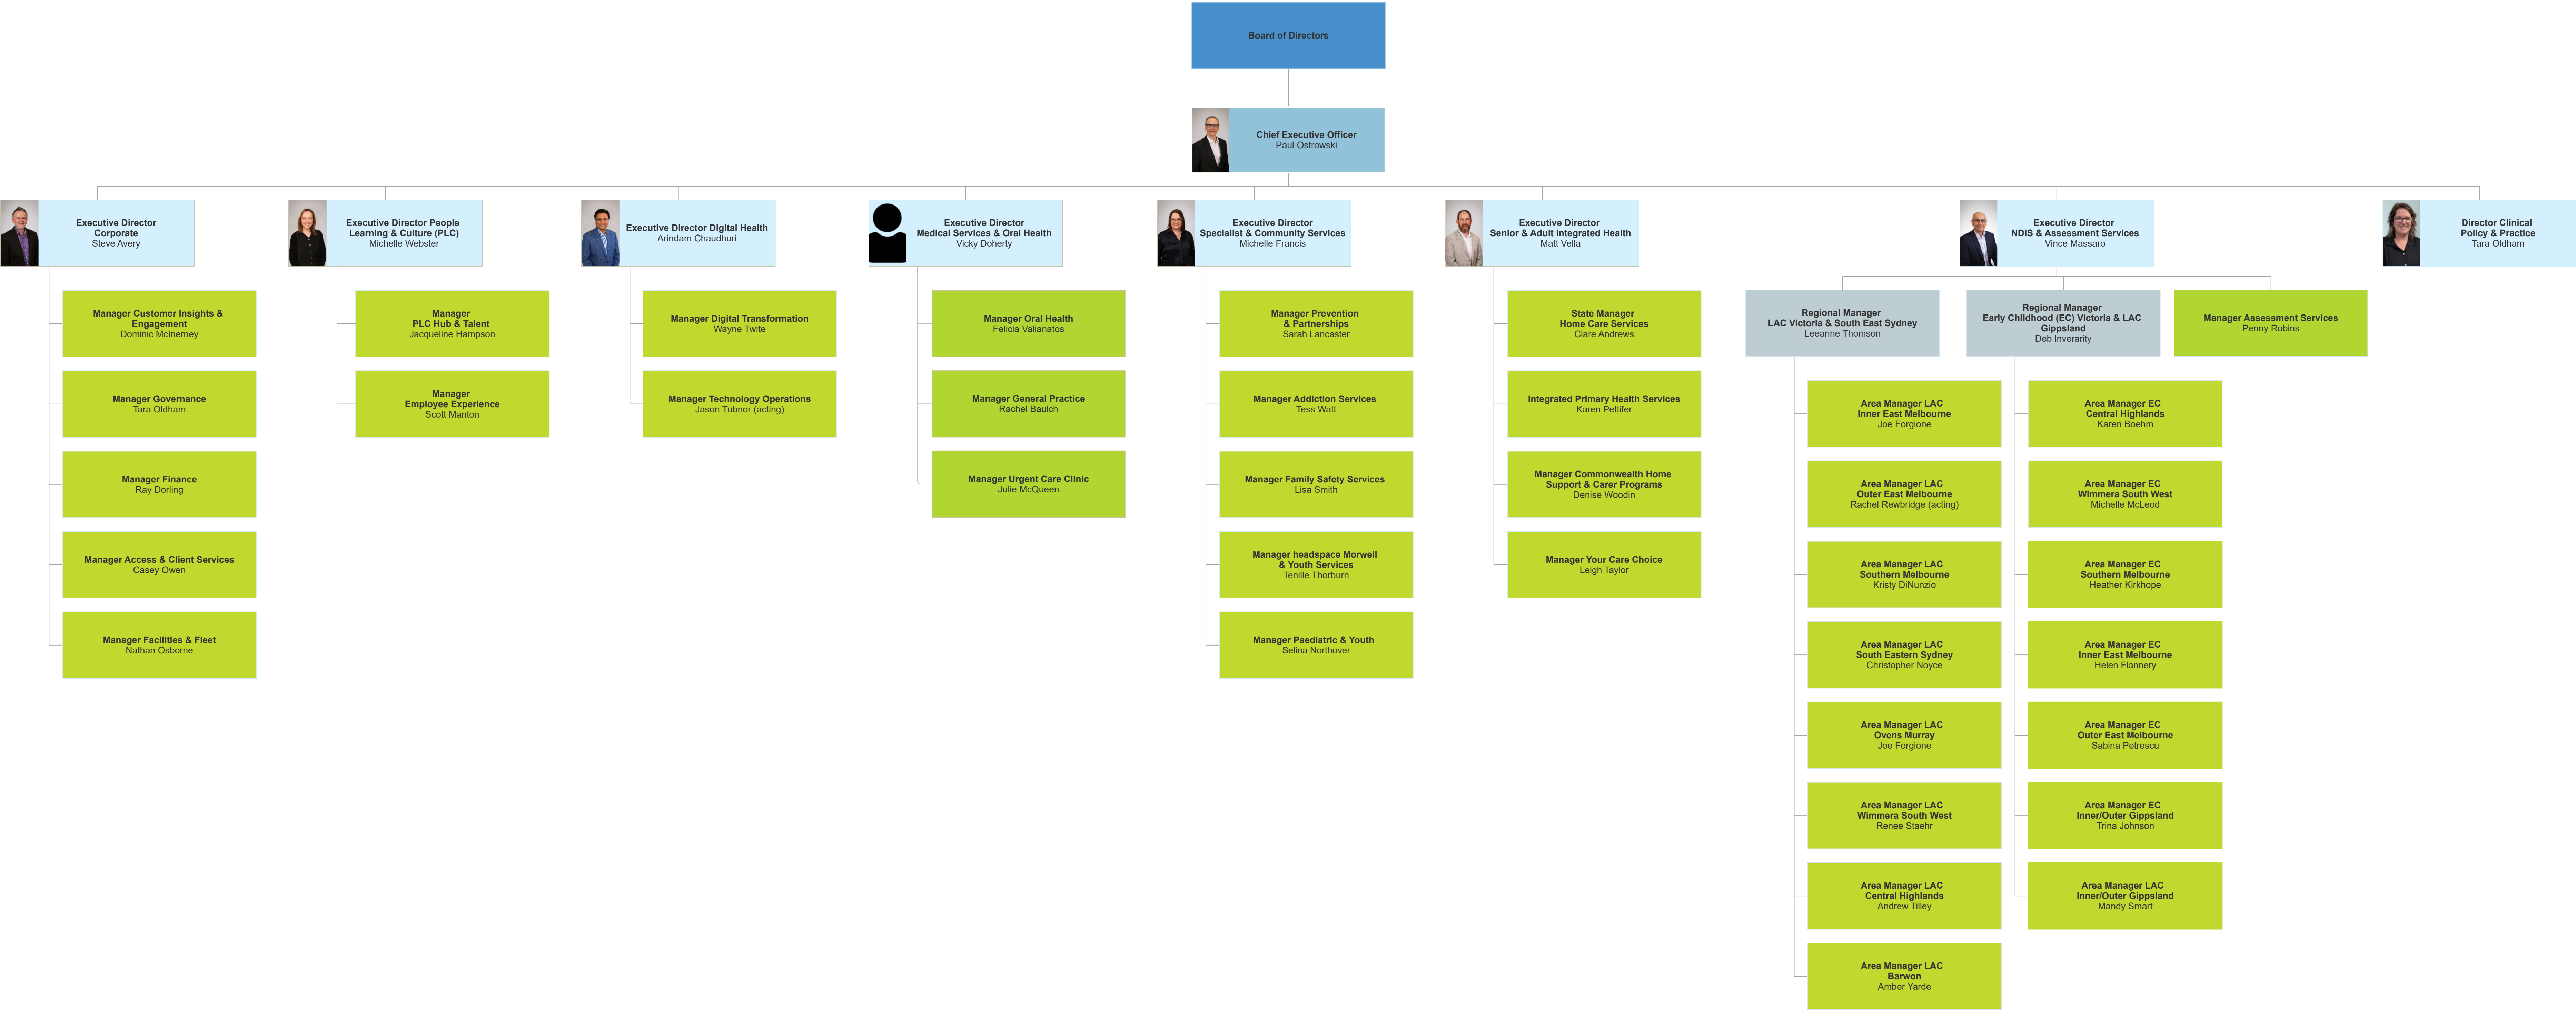 Board of Directors
Chief Executive Officer
Paul Ostrowski
Executive Director
Corporate
Steve Avery
Executive Director People
Learning & Culture (PLC)
Michelle Webster
Executive Director Digital Health
Arindam Chaudhuri
Executive Director
Medical Services & Oral Health
Vicky Doherty
Executive Director
Specialist & Community Services
Michelle Francis
Executive Director
Senior & Adult Integrated Health
Matt Vella
Executive Director
NDIS & Assessment Services
Vince Massaro
Director Clinical
Policy & Practice
Tara Oldham
Manager Customer Insights &
Engagement
Dominic McInerney
Manager Governance
Tara Oldham
Manager Finance
Ray Dorling
Manager Access & Client Services
Casey Owen
Manager Facilities & Fleet
Nathan Osborne
Manager
PLC Hub & Talent
Jacqueline Hampson
Manager
Employee Experience
Scott Manton
Manager Digital Transformation
Wayne Twite
Manager Technology Operations
Jason Tubnor (acting)
Manager Oral Health
Felicia Valianatos
Manager General Practice
Rachel Baulch
Manager Urgent Care Clinic
Julie McQueen
Manager Prevention
& Partnerships
Sarah Lancaster
Manager Addiction Services
Tess Watt
Manager Family Safety Services
Lisa Smith
Manager headspace Morwell
& Youth Services
Tenille Thorburn
Manager Paediatric & Youth
Selina Northover
State Manager
Home Care Services
Clare Andrews
Integrated Primary Health Services
Karen Pettifer
Manager Commonwealth Home
Support & Carer Programs
Denise Woodin
Manager Your Care Choice
Leigh Taylor
Regional Manager
LAC Victoria & South East Sydney
Leeanne Thomson
Regional Manager
Early Childhood (EC) Victoria & LAC
Gippsland
Deb Inverarity
Manager Assessment Services
Penny Robins
Area Manager LAC
Inner East Melbourne
Joe Forgione
Area Manager LAC
Outer East Melbourne
Rachel Rewbridge (acting)
Area Manager LAC
Southern Melbourne
Kristy DiNunzio
Area Manager LAC
South Eastern Sydney
Christopher Noyce
Area Manager LAC
Ovens Murray
Joe Forgione
Area Manager LAC
Wimmera South West
Renee Staehr
Area Manager LAC
Central Highlands
Andrew Tilley
Area Manager LAC
Barwon
Amber Yarde
Area Manager EC
Central Highlands
Karen Boehm
Area Manager EC
Wimmera South West
Michelle McLeod
Area Manager EC
Southern Melbourne
Heather Kirkhope
Area Manager EC
Inner East Melbourne
Helen Flannery
Area Manager EC
Outer East Melbourne
Sabina Petrescu
Area Manager EC
Inner/Outer Gippsland
Trina Johnson
Area Manager LAC
Inner/Outer Gippsland
Mandy Smart